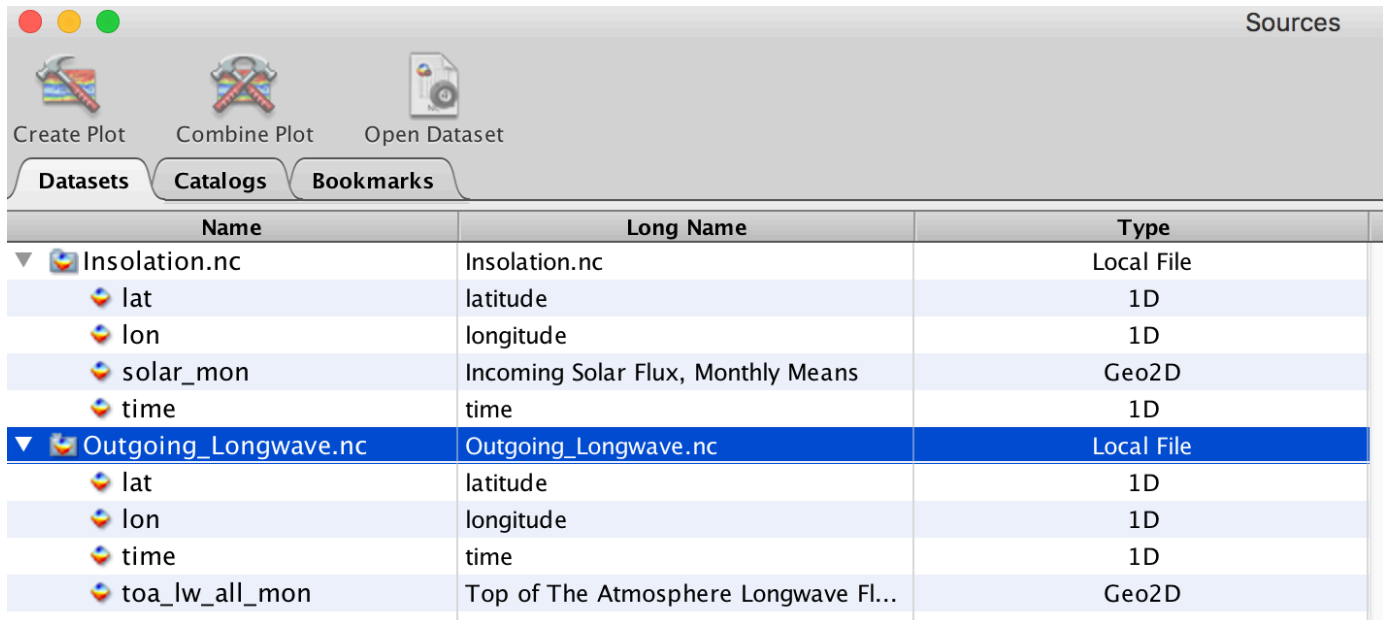 Sources
Create Plot Combine Plot Open Dataset
Datasets Catalogs Bookmarks
Name Long Name Type
Insolation.nc Insolation.nc Local File
lat latitude 1D
lon longitude 1D
solar_mon Incoming Solar Flux, Monthly Means Geo2D
time time 1D
Outgoing_Longwave.nc Outgoing_Longwave.nc Local File
lat latitude 1D
lon longitude 1D
time time 1D
toa_lw_all_mon Top of The Atmosphere Longwave Fl... Geo2D